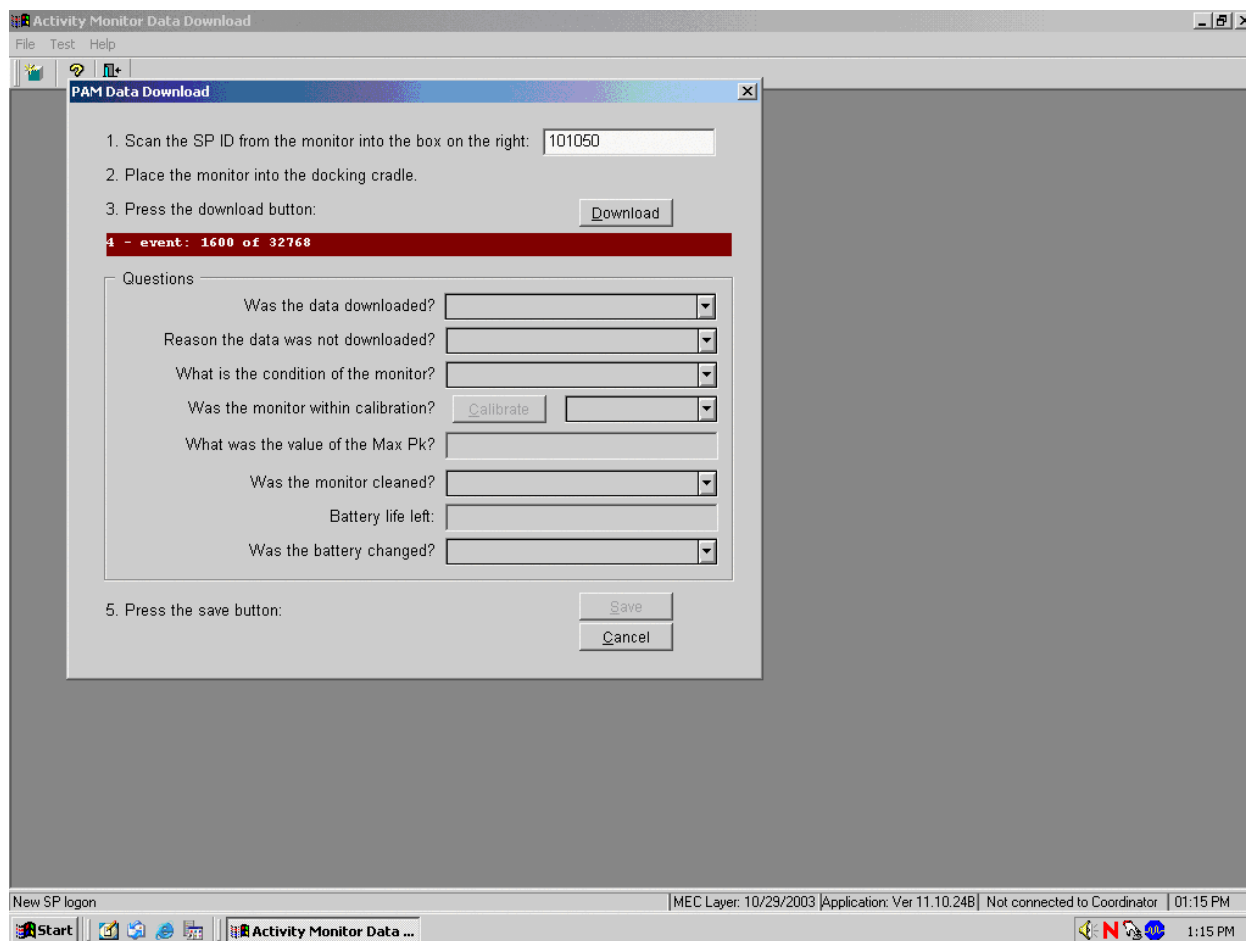 Activity Monitor Data Download
File Test Help
PAM Data Download
1. Scan the SP ID from the monitor into the box on the right: 101050
2. Place the monitor into the docking cradle.
3. Press the download button: Download
4 - event: 1600 of 32768
Questions
Was the data downloaded?
Reason the data was not downloaded?
What is the condition of the monitor?
Was the monitor within calibration? Calibrate
What was the value of the Max Pk?
Was the monitor cleaned?
Battery life left:
Was the battery changed?
5. Press the save button: Save
Cancel
New SP logon MEC Layer: 10/29/2003 Application: Ver 11.10.24B Not connected to Coordinator 01:15 PM
Start Activity Monitor Data ... 1:15 PM